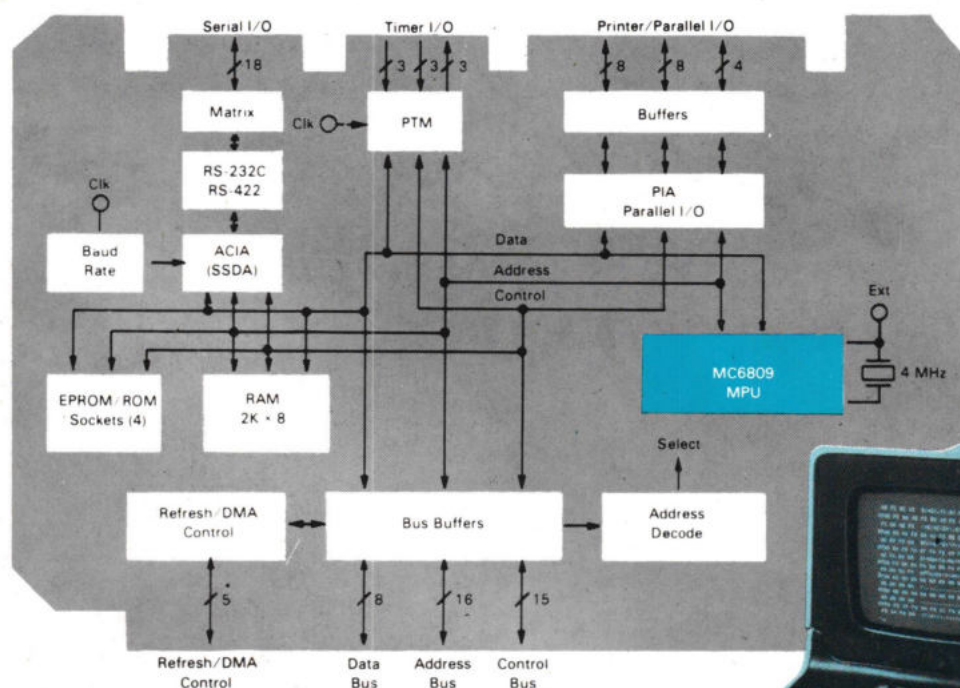 Serial I/O
Timer I/O
Printer/Parallel I/O
18
3
3
3
8
8
4
Matrix
Clk
PTM
Buffers
RS-232C
RS-422
Clk
PIA
Parallel I/O
Baud
Rate
ACIA
(SSDA)
Data
Address
Control
Ext
MC6809
MPU
4 MHz
EPROM/ROM
Sockets (4)
RAM
2K × 8
Select
Refresh/DMA
Control
Bus Buffers
Address
Decode
5
8
16
15
Refresh/DMA
Control
Data
Bus
Address
Bus
Control
Bus